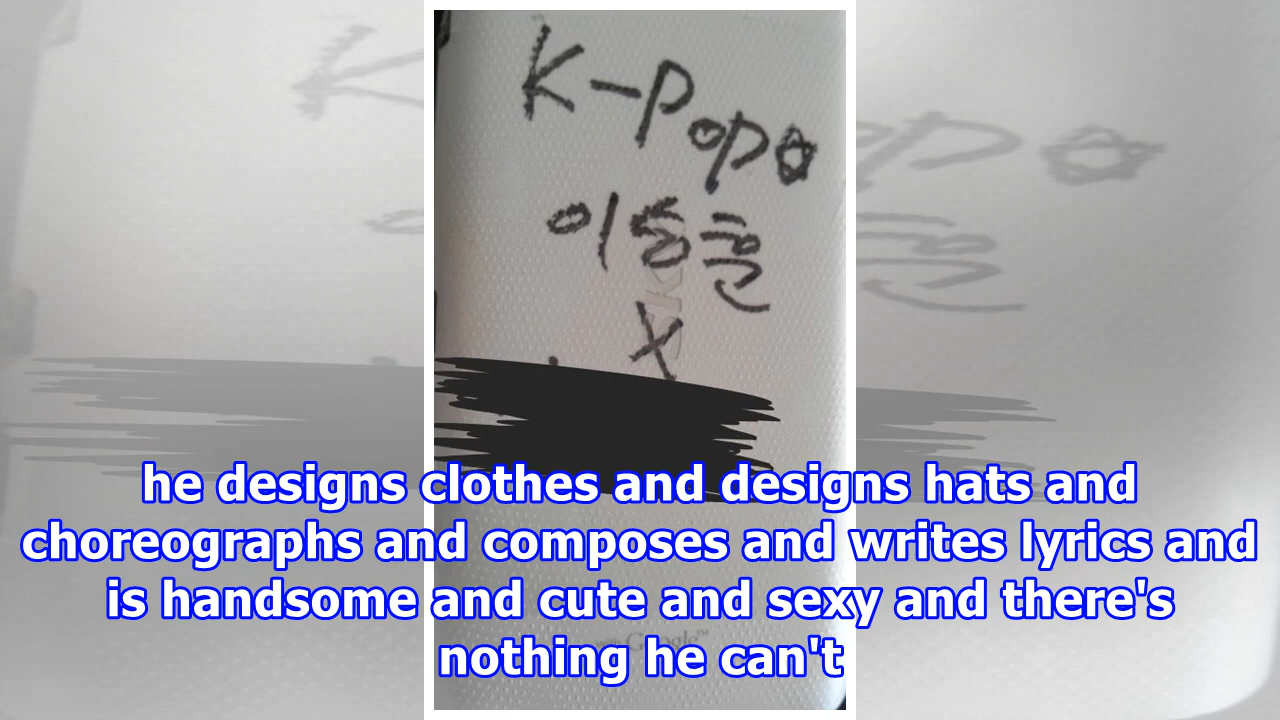 K-POP☆
이승훈
X
he designs clothes and designs hats and
choreographs and composes and writes lyrics and
is handsome and cute and sexy and there's
nothing he can't
Google™